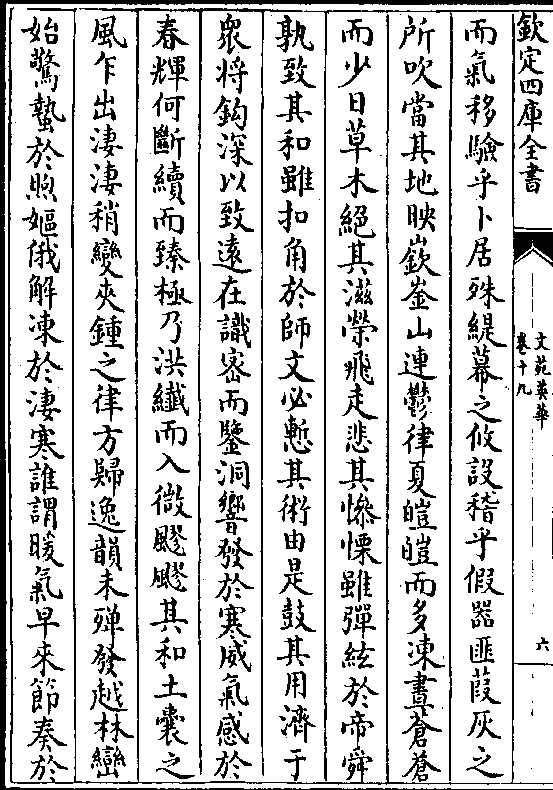 欽定四庫全書
文苑英華
卷十九
六
而氣移驗乎卜居殊緹幕之攸設稽乎假器匪葭灰之
所吹當其地映嶔崟山連鬱律夏皚皚而多凍晝蒼蒼
而少日草木絕其滋榮飛走悲其慘慄雖彈絃於帝舜
孰致其和雖扣角於師文必慙其術由是鼓其用濟于
衆將鈎深以致遠在識宻而鑒洞響發於寒威氣感於
春輝何斷續而臻極乃洪纎而入微飂飂其和土囊之
風乍出淒淒稍變夾鍾之律方歸逸韻未殫發越林巒
始驚蟄於煦嫗俄解凍於淒寒誰謂暖氣早來節奏於